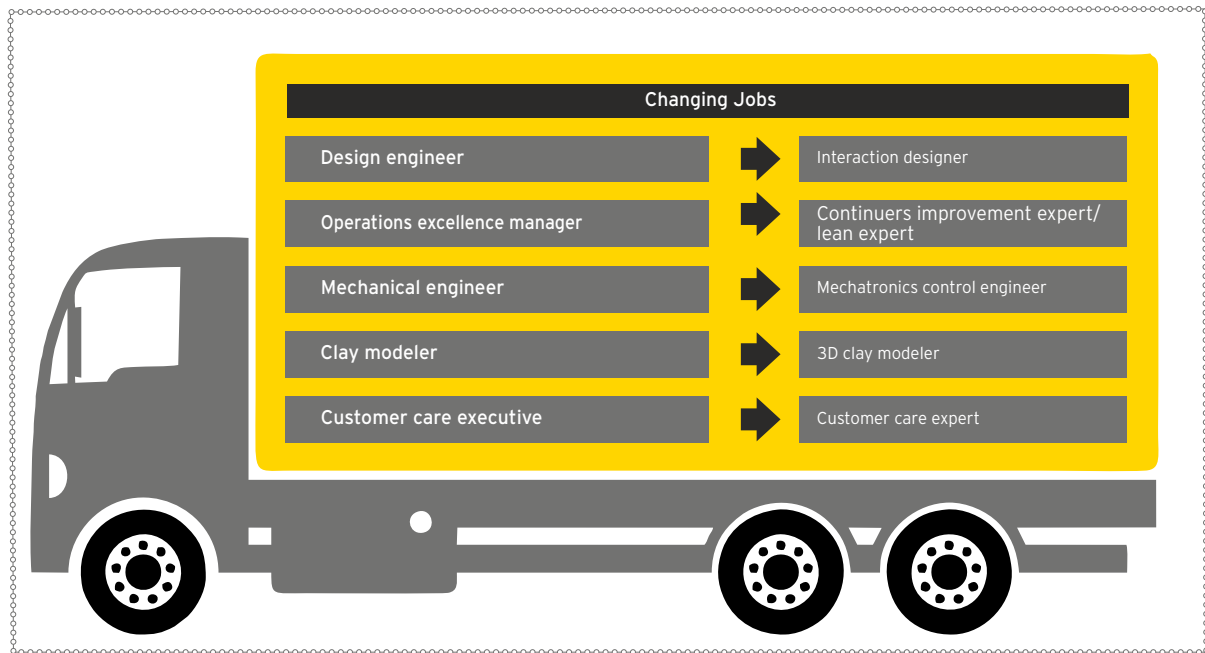 Changing Jobs
Design engineer
Interaction designer
Operations excellence manager
Continuers improvement expert/
lean expert
Mechanical engineer
Mechatronics control engineer
Clay modeler
3D clay modeler
Customer care executive
Customer care expert